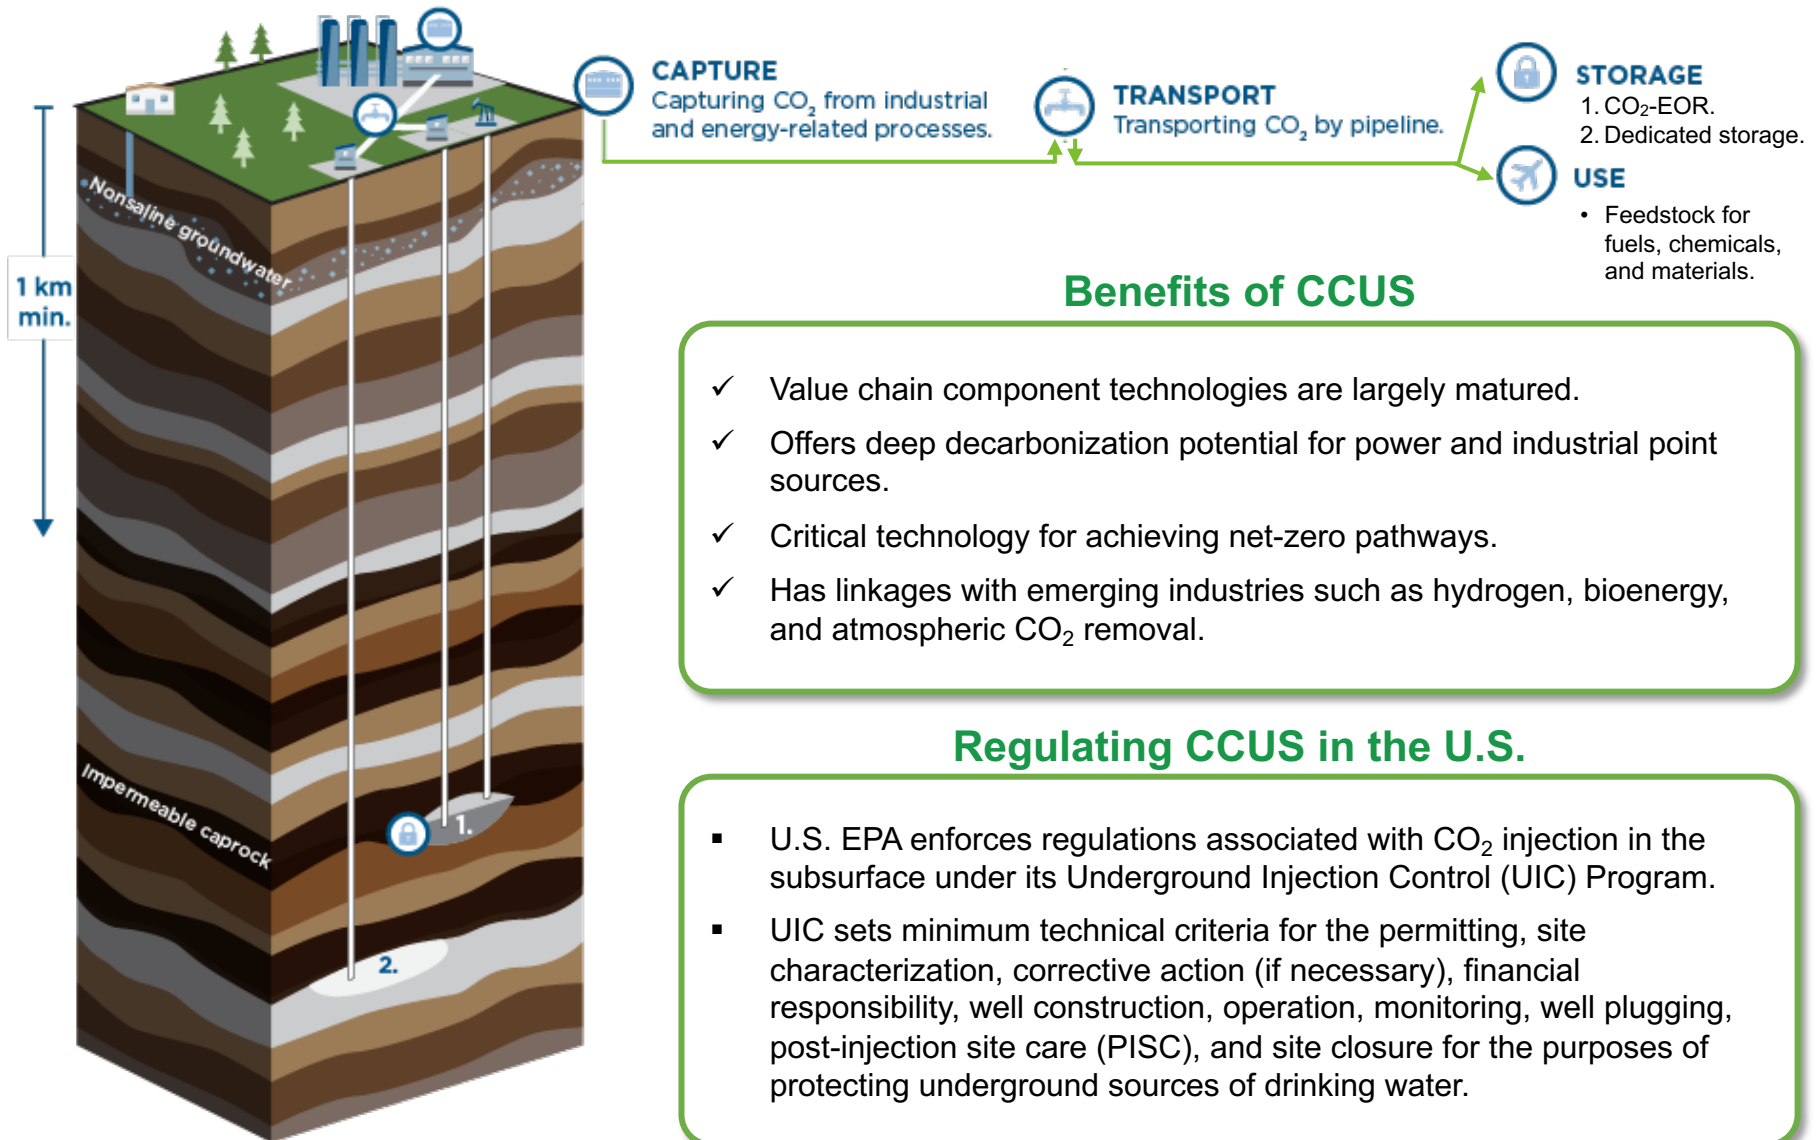 CAPTURE
Capturing CO₂ from industrial
and energy-related processes.
TRANSPORT
Transporting CO₂ by pipeline.
STORAGE
1. CO₂-EOR.
2. Dedicated storage.
USE
• Feedstock for
fuels, chemicals,
and materials.
Nonsaline groundwater
1 km
min.
Impermeable caprock
1.
2.
Benefits of CCUS
✓ Value chain component technologies are largely matured.
✓ Offers deep decarbonization potential for power and industrial point
sources.
✓ Critical technology for achieving net-zero pathways.
✓ Has linkages with emerging industries such as hydrogen, bioenergy,
and atmospheric CO₂ removal.
Regulating CCUS in the U.S.
▪ U.S. EPA enforces regulations associated with CO₂ injection in the
subsurface under its Underground Injection Control (UIC) Program.
▪ UIC sets minimum technical criteria for the permitting, site
characterization, corrective action (if necessary), financial
responsibility, well construction, operation, monitoring, well plugging,
post-injection site care (PISC), and site closure for the purposes of
protecting underground sources of drinking water.